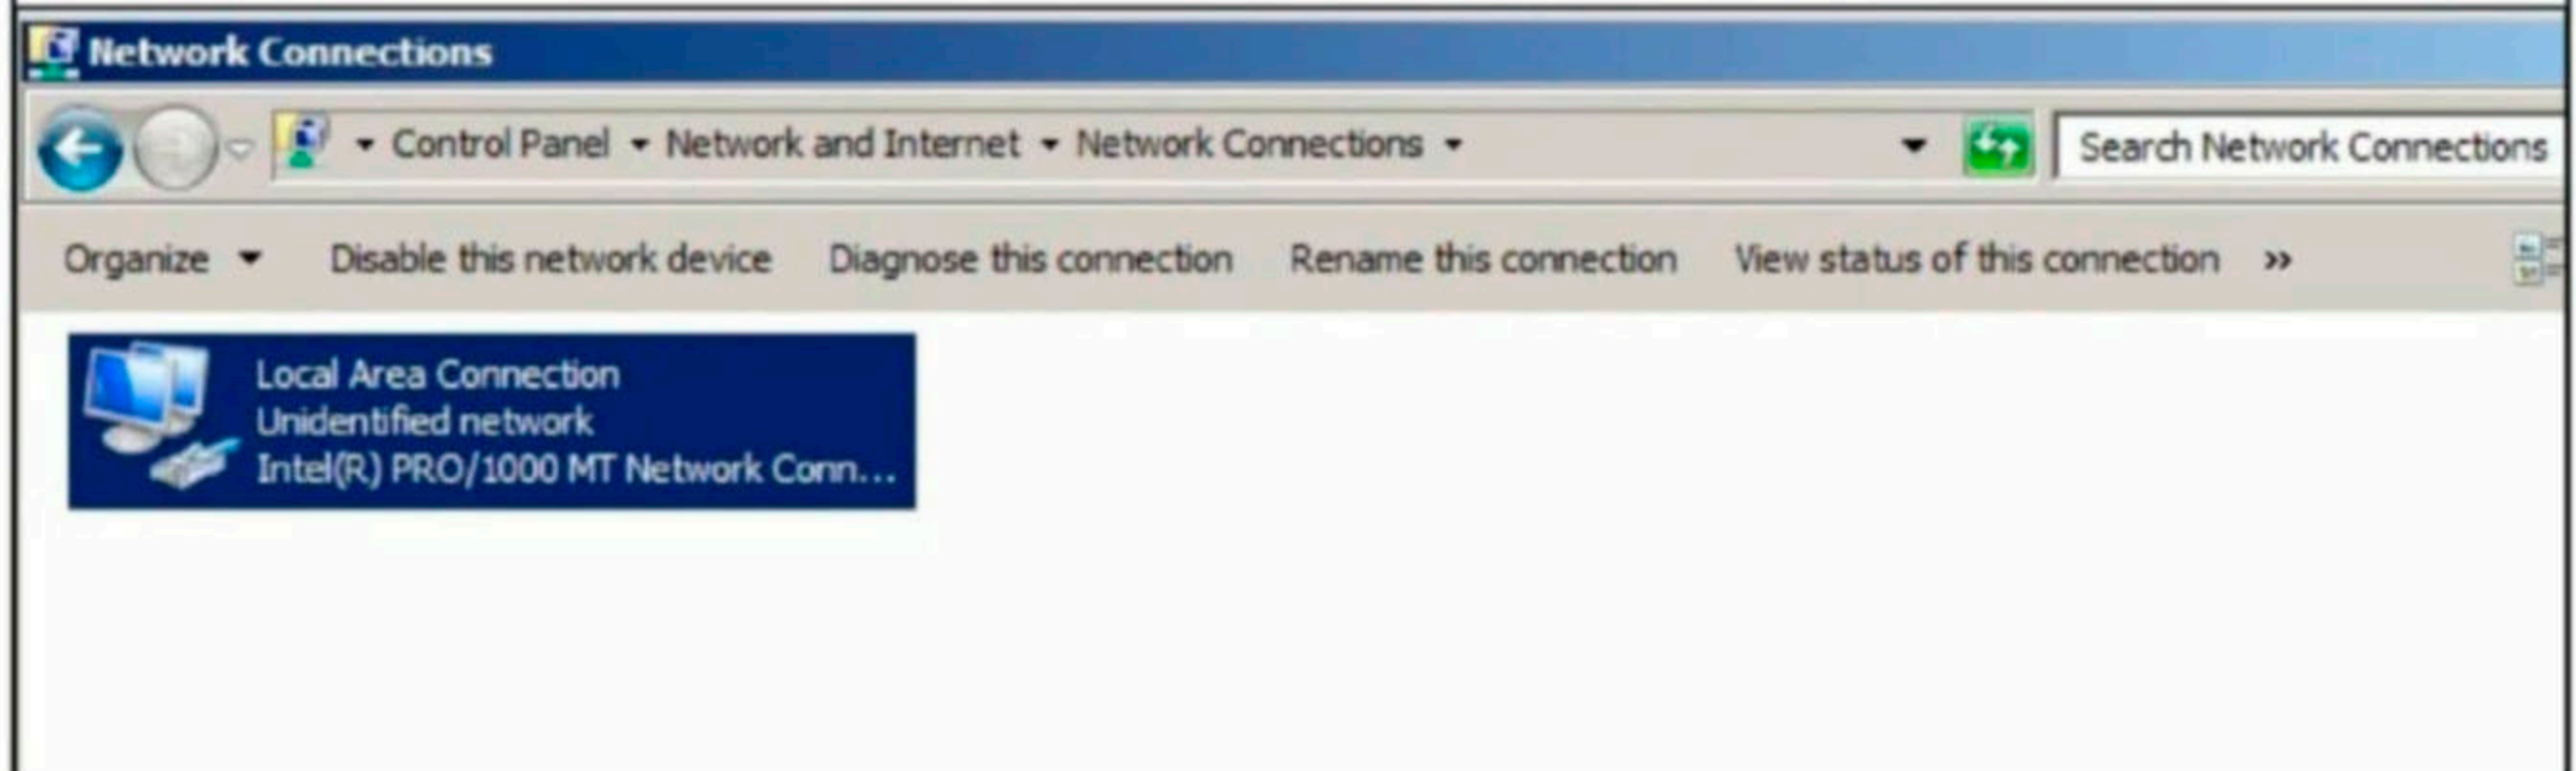 Network Connections
Control Panel Network and Internet Network Connections Search Network Connections
Organize Disable this network device Diagnose this connection Rename this connection View status of this connection »
Local Area Connection
Unidentified network
Intel(R) PRO/1000 MT Network Conn...